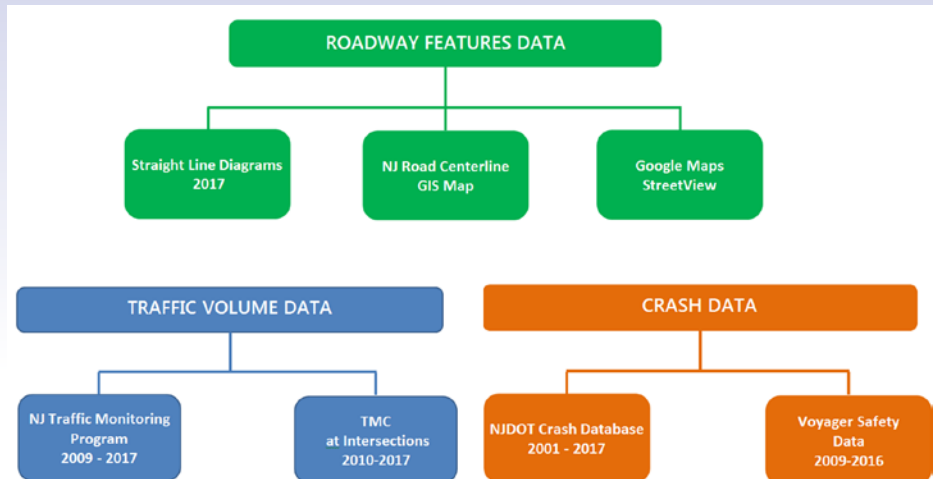 ROADWAY FEATURES DATA
Straight Line Diagrams
2017
NJ Road Centerline
GIS Map
Google Maps
StreetView
TRAFFIC VOLUME DATA
NJ Traffic Monitoring
Program
2009 - 2017
TMC
at Intersections
2010-2017
CRASH DATA
NJDOT Crash Database
2001 - 2017
Voyager Safety
Data
2009-2016